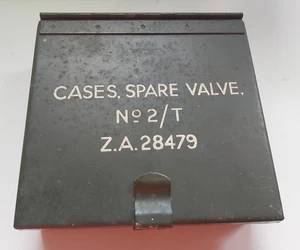 CASES, SPARE VALVE,
Nº 2/T
Z.A. 28479